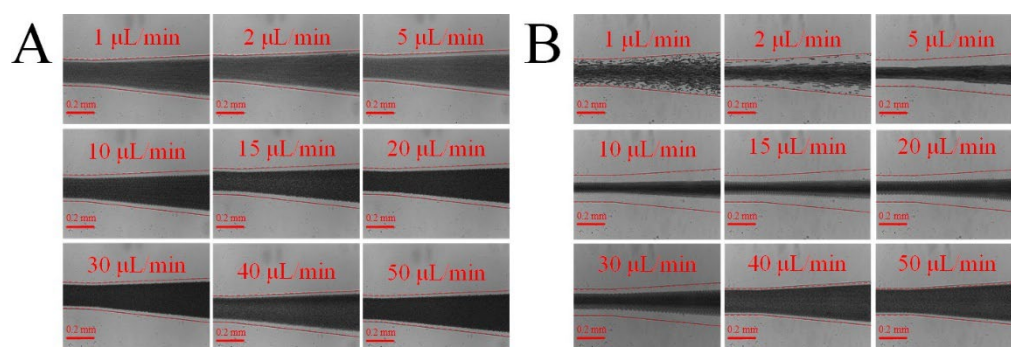 A
1 μL/min 2 μL/min 5 μL/min
0.2 mm 0.2 mm 0.2 mm
10 μL/min 15 μL/min 20 μL/min
0.2 mm 0.2 mm 0.2 mm
30 μL/min 40 μL/min 50 μL/min
0.2 mm 0.2 mm 0.2 mm
B
1 μL/min 2 μL/min 5 μL/min
0.2 mm 0.2 mm 0.2 mm
10 μL/min 15 μL/min 20 μL/min
0.2 mm 0.2 mm 0.2 mm
30 μL/min 40 μL/min 50 μL/min
0.2 mm 0.2 mm 0.2 mm